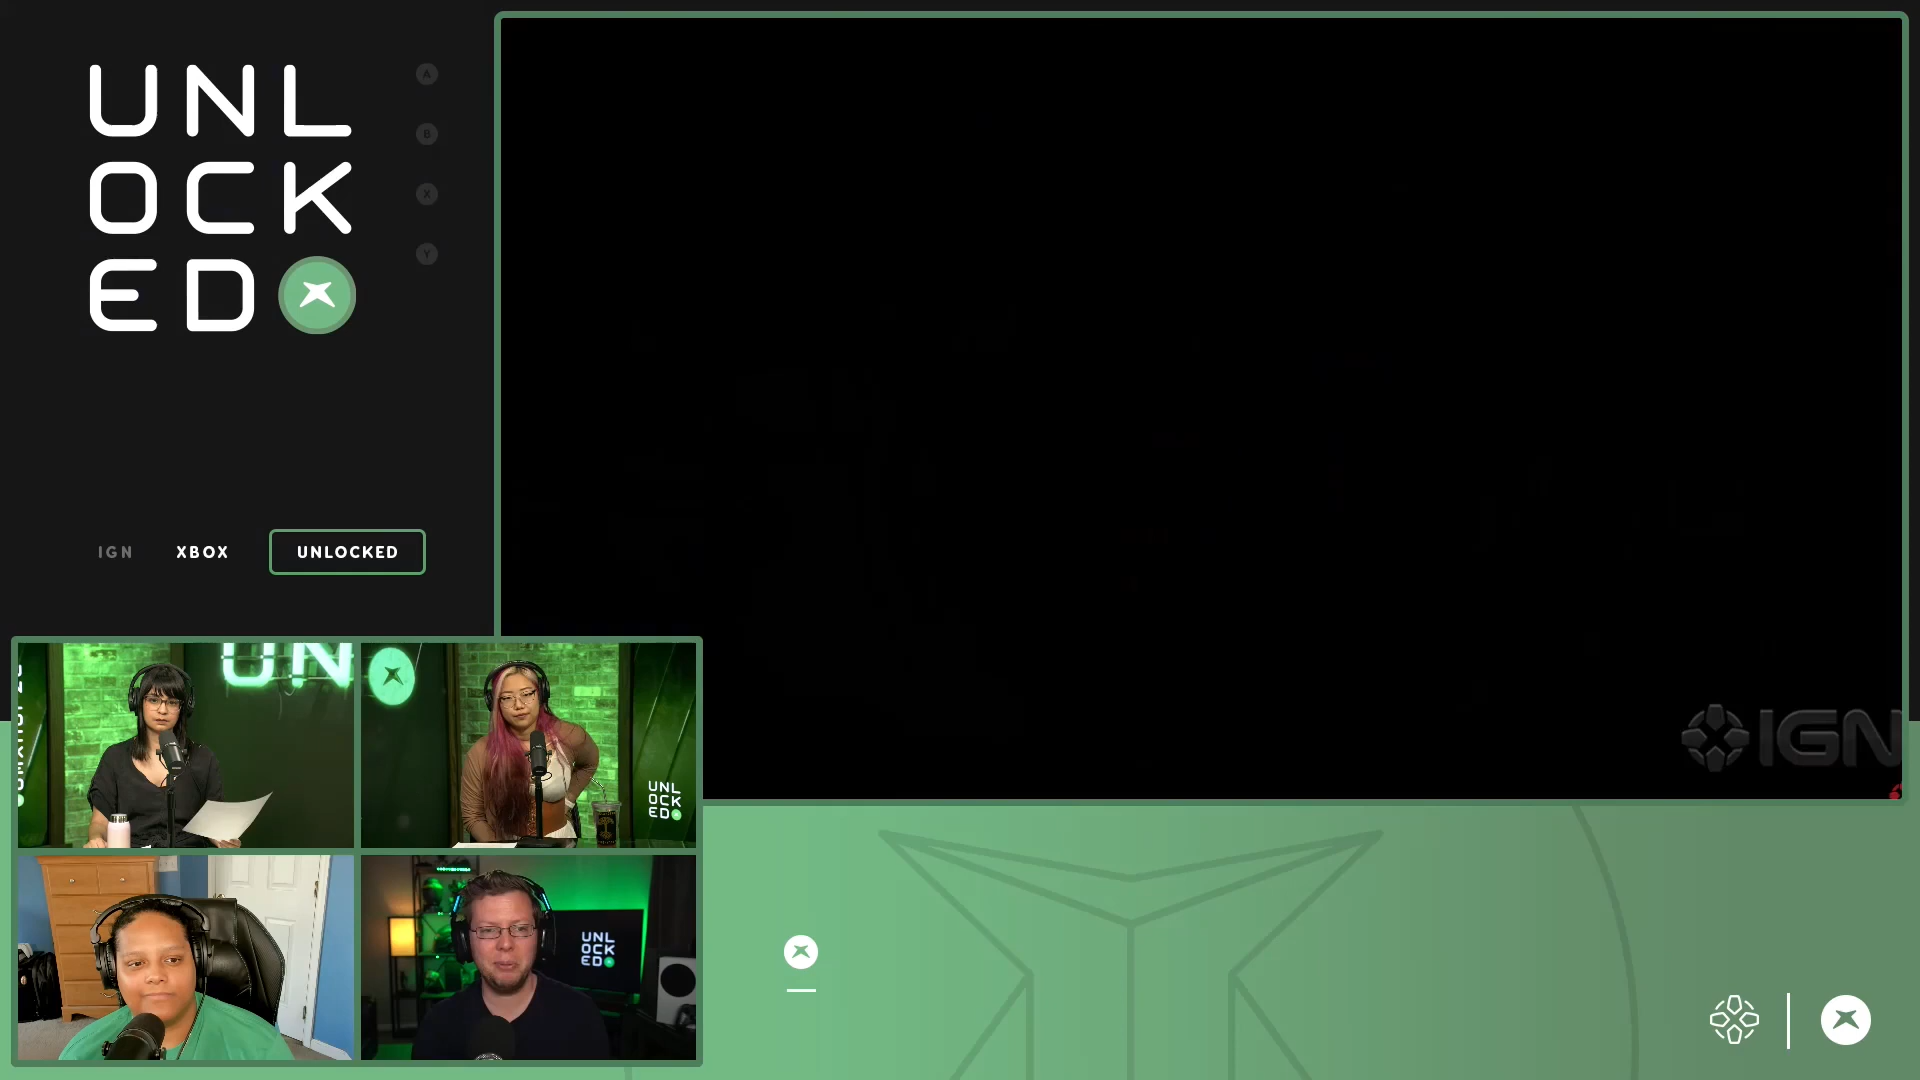 UNL
OCK
ED
A
B
X
Y
IGN
XBOX
UNLOCKED
IGN
UN
UNL
OCK
ED
UNL
OCK
ED